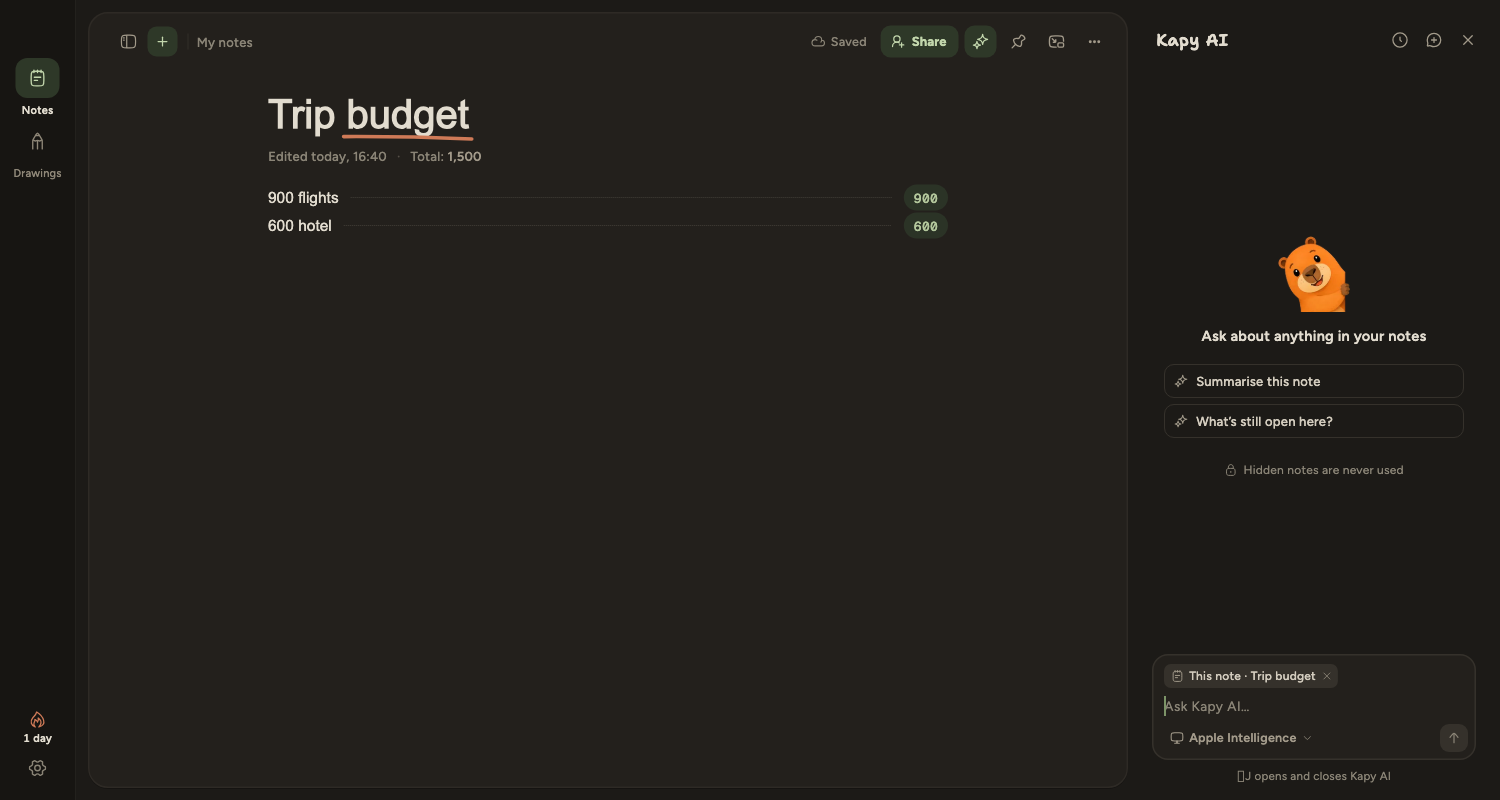 My notes
Saved
Share
Kapy AI
Notes
Drawings
Trip budget
Edited today, 16:40 · Total: 1,500
900 flights 900
600 hotel 600
Ask about anything in your notes
Summarise this note
What's still open here?
Hidden notes are never used
This note · Trip budget
Ask Kapy AI...
Apple Intelligence
J opens and closes Kapy AI
1 day